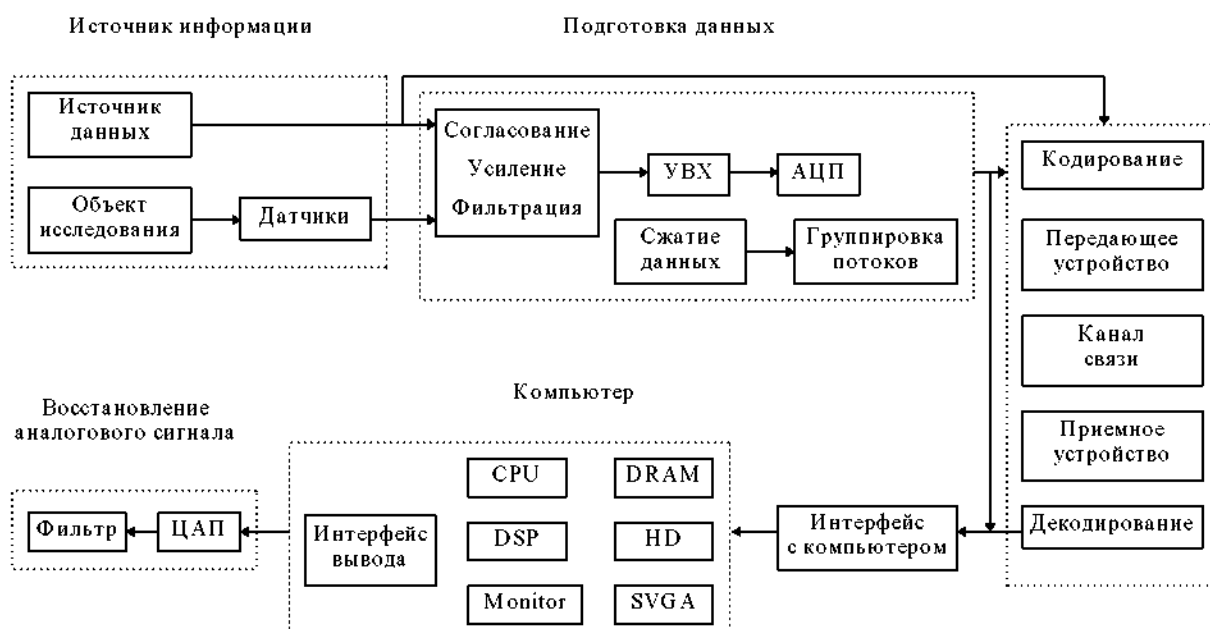 Источник информации
Подготовка данных
Источник
данных
Объект
исследования
Датчики
Согласование
Усиление
Фильтрация
УВХ
АЦП
Сжатие
данных
Группировка
потоков
Кодирование
Передающее
устройство
Канал
связи
Приемное
устройство
Декодирование
Компьютер
Восстановление
аналогового сигнала
Фильтр
ЦАП
Интерфейс
вывода
CPU
DRAM
DSP
HD
Monitor
SVGA
Интерфейс
с компьютером